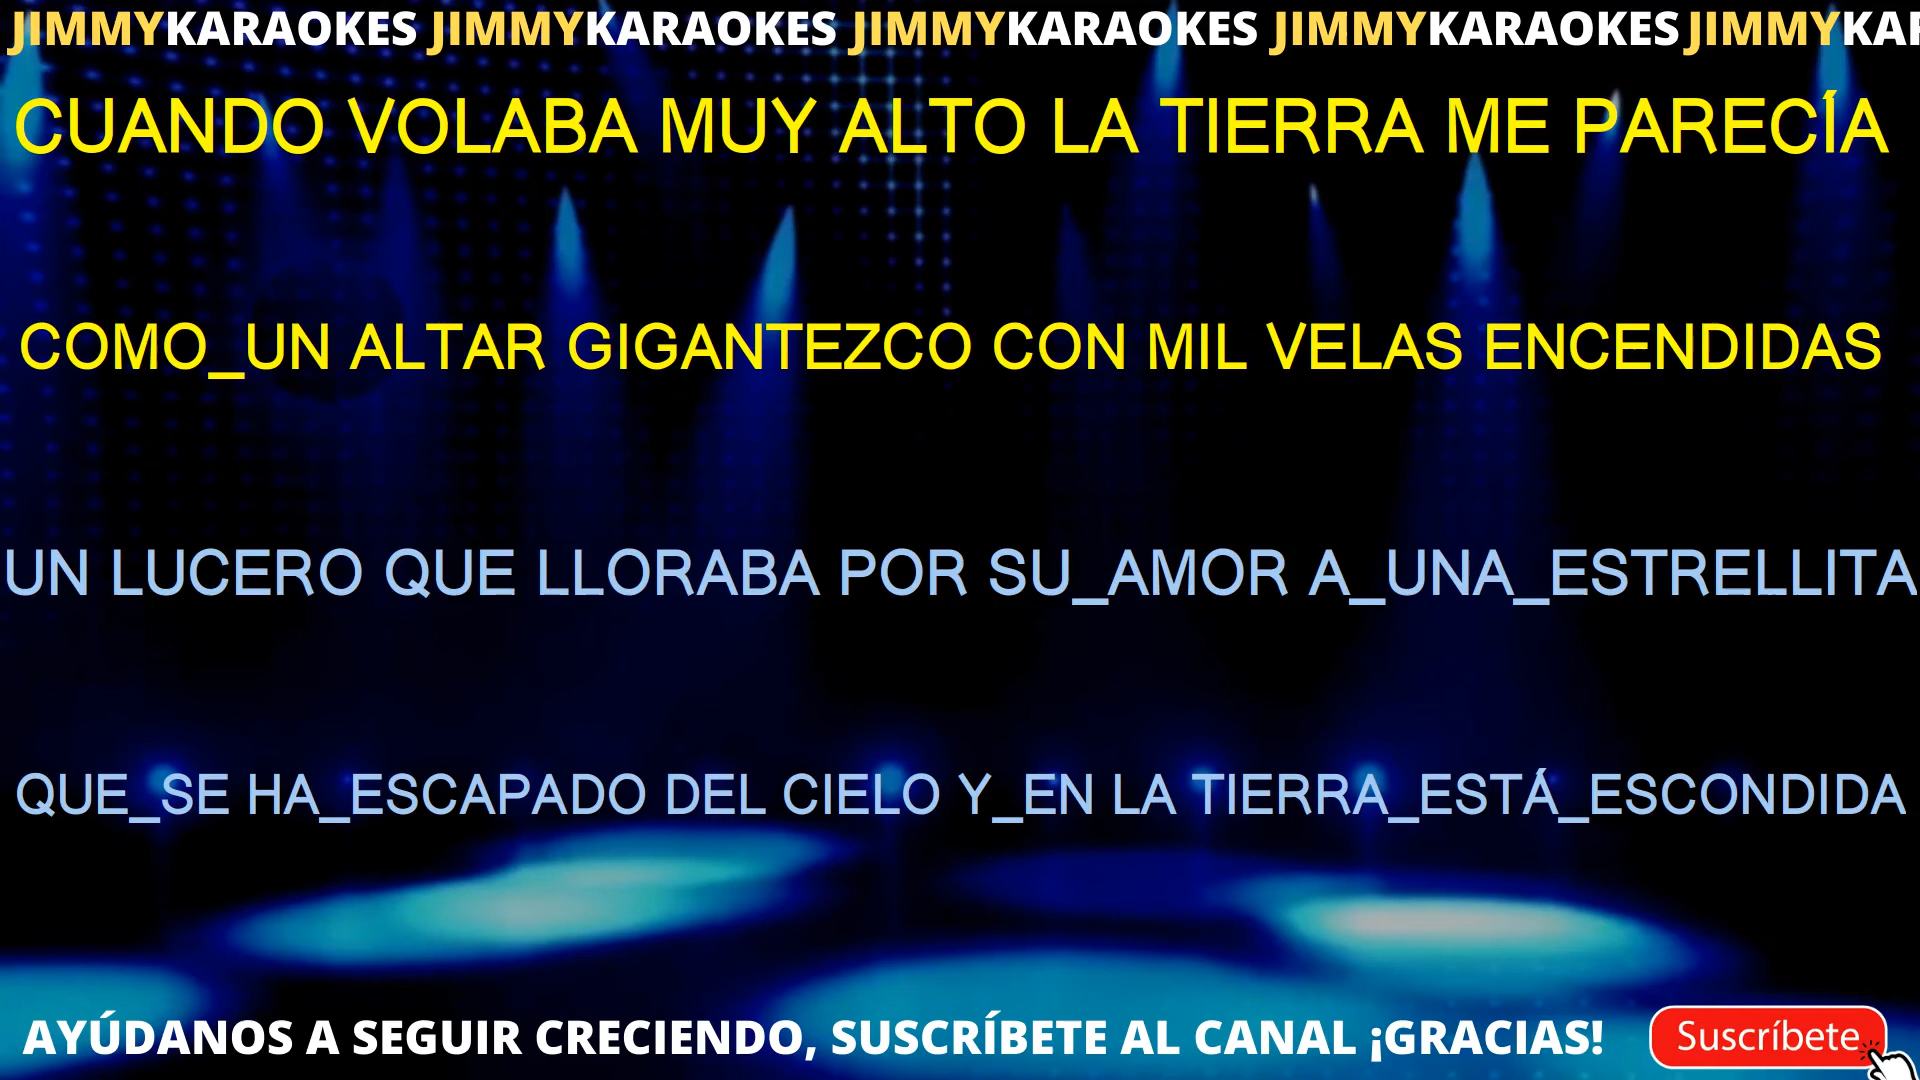 JIMMYKARAOKES JIMMYKARAOKES JIMMYKARAOKES JIMMYKARAOKES JIMMYKAR
CUANDO VOLABA MUY ALTO LA TIERRA ME PARECÍA
COMO_UN ALTAR GIGANTEZCO CON MIL VELAS ENCENDIDAS
UN LUCERO QUE LLORABA POR SU_AMOR A_UNA_ESTRELLITA
QUE_SE HA_ESCAPADO DEL CIELO Y_EN LA TIERRA_ESTÁ_ESCONDIDA
AYÚDANOS A SEGUIR CRECIENDO, SUSCRÍBETE AL CANAL ¡GRACIAS! Suscríbete